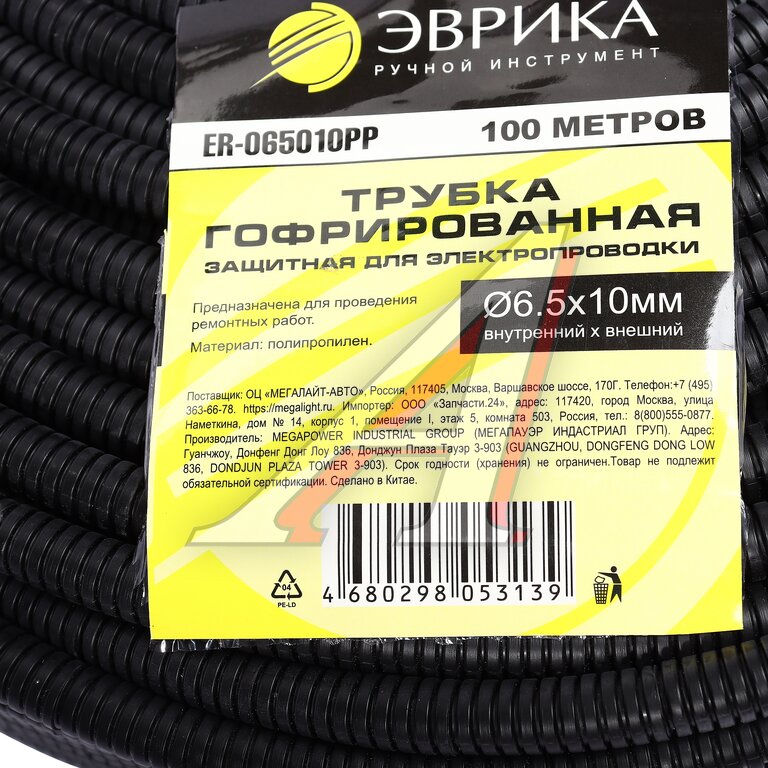 ЭВРИКА
РУЧНОЙ ИНСТРУМЕНТ
ER-065010PP 100 МЕТРОВ
ТРУБКА
ГОФРИРОВАННАЯ
ЗАЩИТНАЯ ДЛЯ ЭЛЕКТРОПРОВОДКИ
Предназначена для проведения
ремонтных работ.
Материал: полипропилен.
Ø6.5х10мм
внутренний х внешний
Поставщик: ОЦ «МЕГАЛАЙТ-АВТО», Россия, 117405, Москва, Варшавское шоссе, 170Г. Телефон:+7 (495)
363-66-78. https://megalight.ru. Импортер: ООО «Запчасти.24», адрес: 117420, город Москва, улица
Наметкина, дом № 14, корпус 1, помещение I, этаж 5, комната 503, Россия, тел.: 8(800)555-0877.
Производитель: MEGAPOWER INDUSTRIAL GROUP (МЕГАПАУЭР ИНДАСТРИАЛ ГРУП). Адрес:
Гуанчжоу, Донфенг Донг Лоу 836, Донджун Плаза Тауэр 3-903 (GUANGZHOU, DONGFENG DONG LOW
836, DONDJUN PLAZA TOWER 3-903). Срок годности (хранения) не ограничен.Товар не подлежит
обязательной сертификации. Сделано в Китае.
04
PE-LD
4 680298 053139